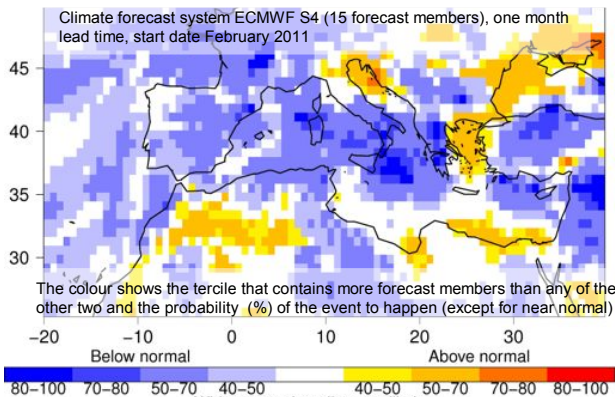 Climate forecast system ECMWF S4 (15 forecast members), one month
lead time, start date February 2011
45
40
35
30
The colour shows the tercile that contains more forecast members than any of the
other two and the probability (%) of the event to happen (except for near normal)
−20 −10 0 10 20 30
Below normal Above normal
80−100 70−80 50−70 40−50 40−50 50−70 70−80 80−100